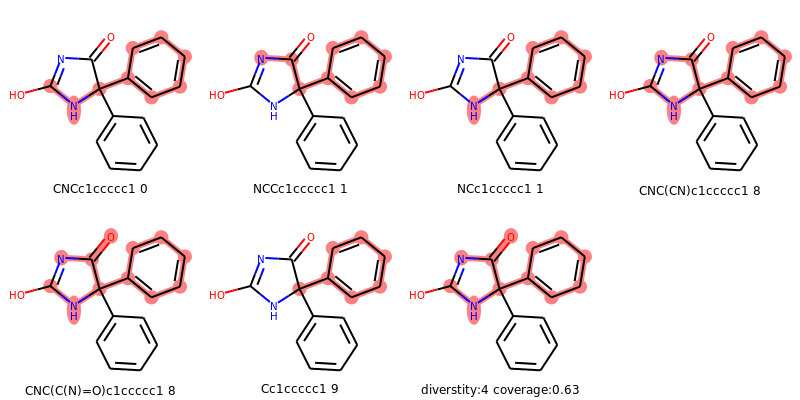 O
N
HO
N
H
CNCc1ccccc1 0
O
N
HO
N
H
NCCc1ccccc1 1
O
N
HO
N
H
NCc1ccccc1 1
O
N
HO
N
H
CNC(CN)c1ccccc1 8
O
N
HO
N
H
CNC(C(N)=O)c1ccccc1 8
O
N
HO
N
H
Cc1ccccc1 9
O
N
HO
N
H
diverstity:4 coverage:0.63